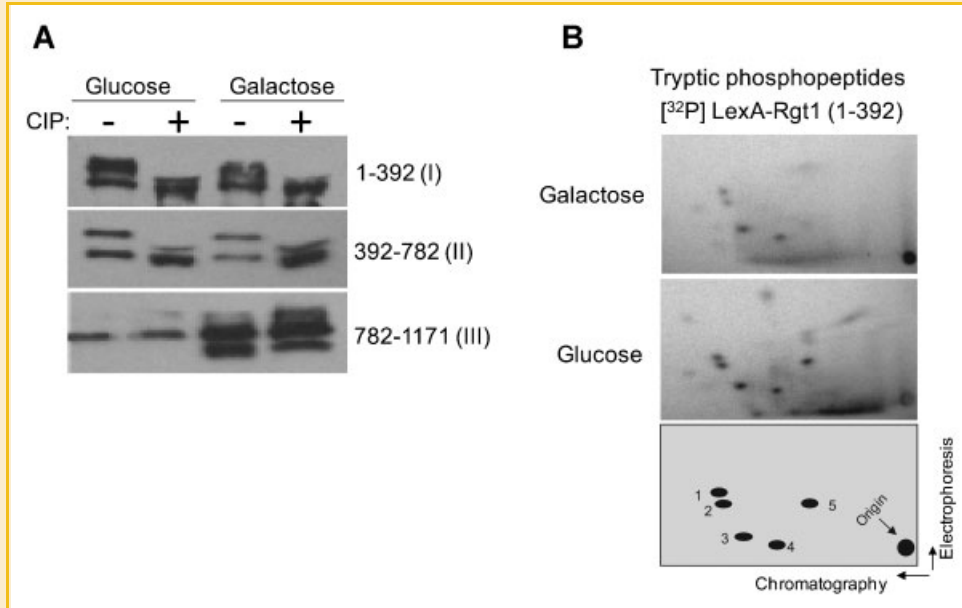 A
Glucose Galactose
CIP: - + - +
1-392 (I)
392-782 (II)
782-1171 (III)
B
Tryptic phosphopeptides
[³²P] LexA-Rgt1 (1-392)
Galactose
Glucose
1
2
3
4
5
Origin
Electrophoresis
Chromatography